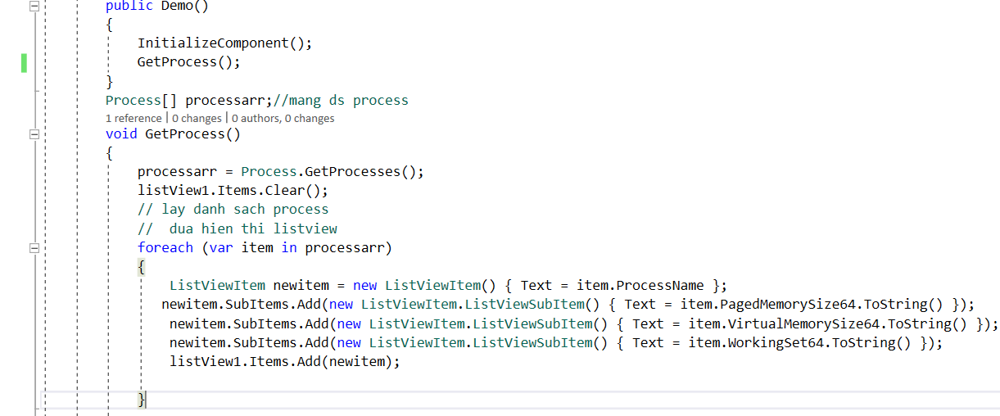 public Demo()
{
InitializeComponent();
GetProcess();
}
Process[] processarr;//mang ds process
1 reference | 0 changes | 0 authors, 0 changes
void GetProcess()
{
processarr = Process.GetProcesses();
listView1.Items.Clear();
// lay danh sach process
//  dua hien thi listview
foreach (var item in processarr)
{
ListViewItem newitem = new ListViewItem() { Text = item.ProcessName };
newitem.SubItems.Add(new ListViewItem.ListViewSubItem() { Text = item.PagedMemorySize64.ToString() });
newitem.SubItems.Add(new ListViewItem.ListViewSubItem() { Text = item.VirtualMemorySize64.ToString() });
newitem.SubItems.Add(new ListViewItem.ListViewSubItem() { Text = item.WorkingSet64.ToString() });
listView1.Items.Add(newitem);
}